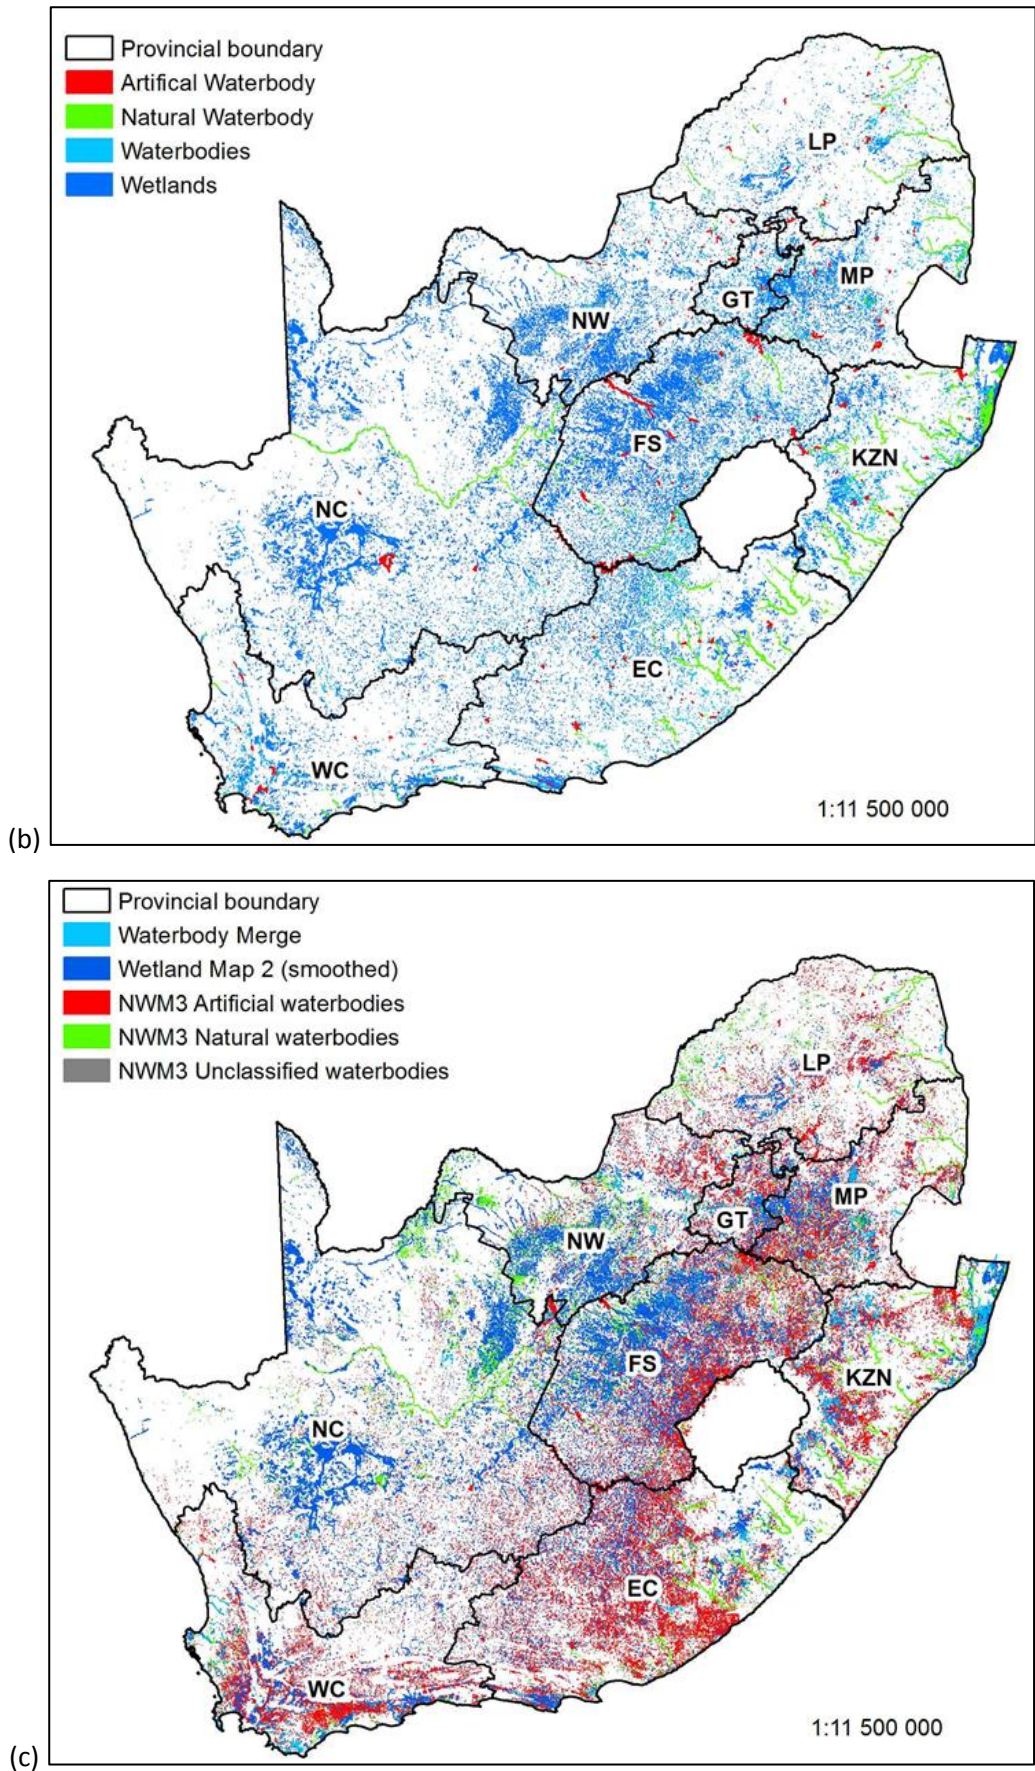 Provincial boundary
Artifical Waterbody
Natural Waterbody
Waterbodies
Wetlands
LP
MP
GT
NW
FS
KZN
NC
EC
WC
1:11 500 000
(b)
Provincial boundary
Waterbody Merge
Wetland Map 2 (smoothed)
NWM3 Artificial waterbodies
NWM3 Natural waterbodies
NWM3 Unclassified waterbodies
LP
MP
GT
NW
FS
KZN
NC
EC
WC
1:11 500 000
(c)